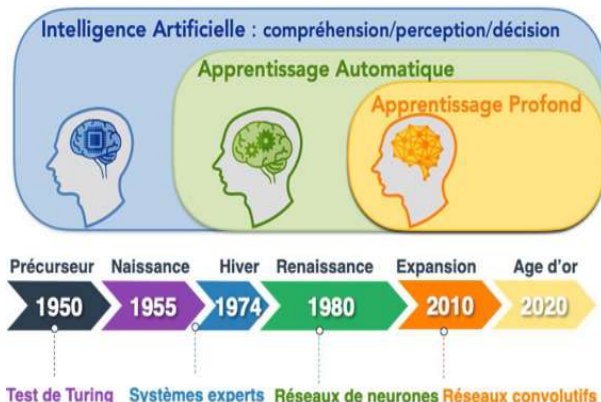 Intelligence Artificielle : compréhension/perception/décision
Apprentissage Automatique
Apprentissage Profond
Précurseur Naissance Hiver Renaissance Expansion Age d'or
1950 1955 1974 1980 2010 2020
Test de Turing Systèmes experts Réseaux de neurones Réseaux convolutifs